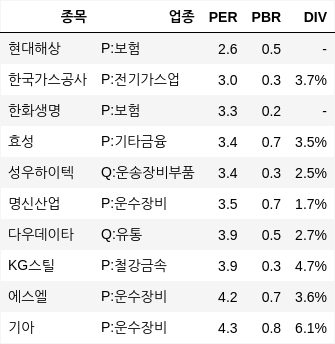 종목 업종 PER PBR DIV
현대해상 P:보험 2.6 0.5 -
한국가스공사 P:전기가스업 3.0 0.3 3.7%
한화생명 P:보험 3.3 0.2 -
효성 P:기타금융 3.4 0.7 3.5%
성우하이텍 Q:운송장비부품 3.4 0.3 2.5%
명신산업 P:운수장비 3.5 0.7 1.7%
다우데이타 Q:유통 3.9 0.5 2.7%
KG스틸 P:철강금속 3.9 0.3 4.7%
에스엘 P:운수장비 4.2 0.7 3.6%
기아 P:운수장비 4.3 0.8 6.1%